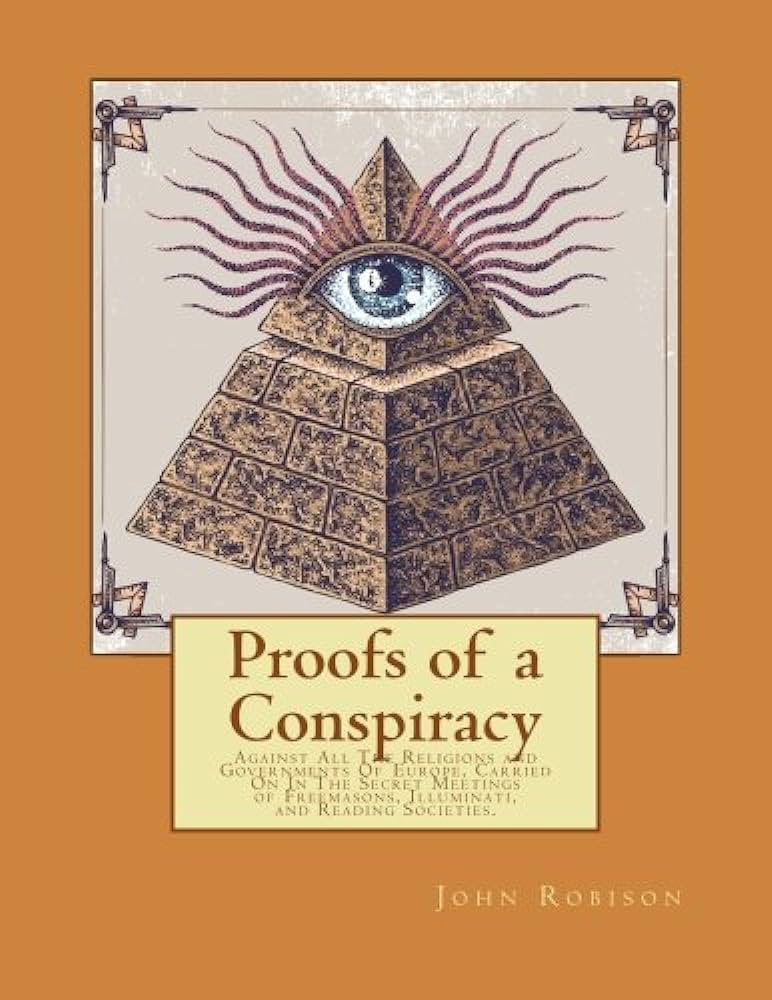 Proofs of a
Conspiracy
Against All The Religions and
Governments Of Europe, Carried
On In The Secret Meetings
of Freemasons, Illuminati,
and Reading Societies.
John Robison